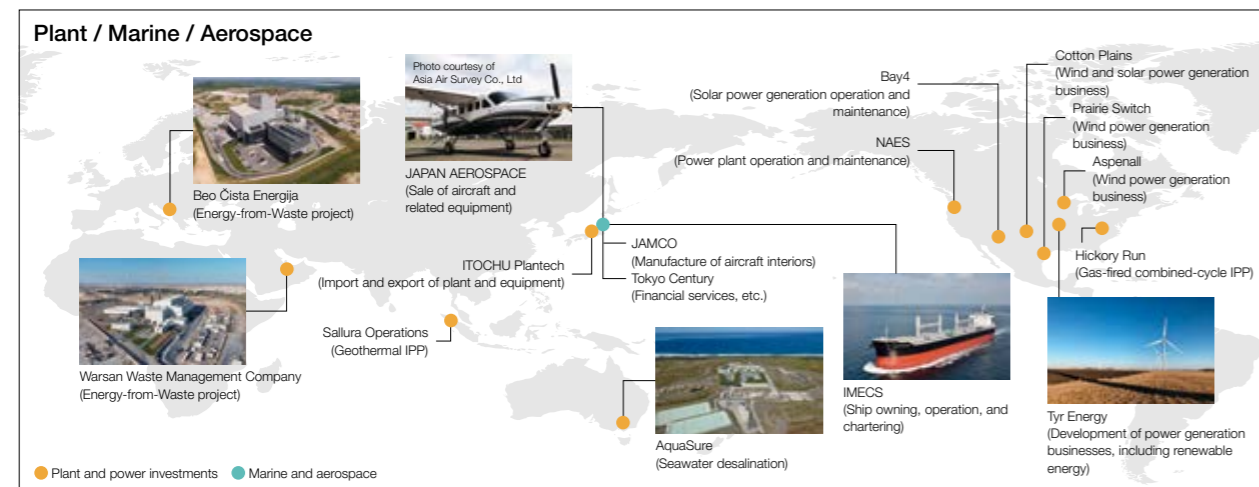 Plant / Marine / Aerospace
Photo courtesy of
Asia Air Survey Co., Ltd
Beo Čista Energija
(Energy-from-Waste project)
JAPAN AEROSPACE
(Sale of aircraft and
related equipment)
Bay4
(Solar power generation operation and
maintenance)
NAES
(Power plant operation and maintenance)
Cotton Plains
(Wind and solar power generation
business)
Prairie Switch
(Wind power generation
business)
Aspenall
(Wind power generation
business)
Hickory Run
(Gas-fired combined-cycle IPP)
ITOCHU Plantech
(Import and export of plant and equipment)
JAMCO
(Manufacture of aircraft interiors)
Tokyo Century
(Financial services, etc.)
Sallura Operations
(Geothermal IPP)
Warsan Waste Management Company
(Energy-from-Waste project)
AquaSure
(Seawater desalination)
IMECS
(Ship owning, operation, and
chartering)
Tyr Energy
(Development of power generation
businesses, including renewable
energy)
Plant and power investments
Marine and aerospace